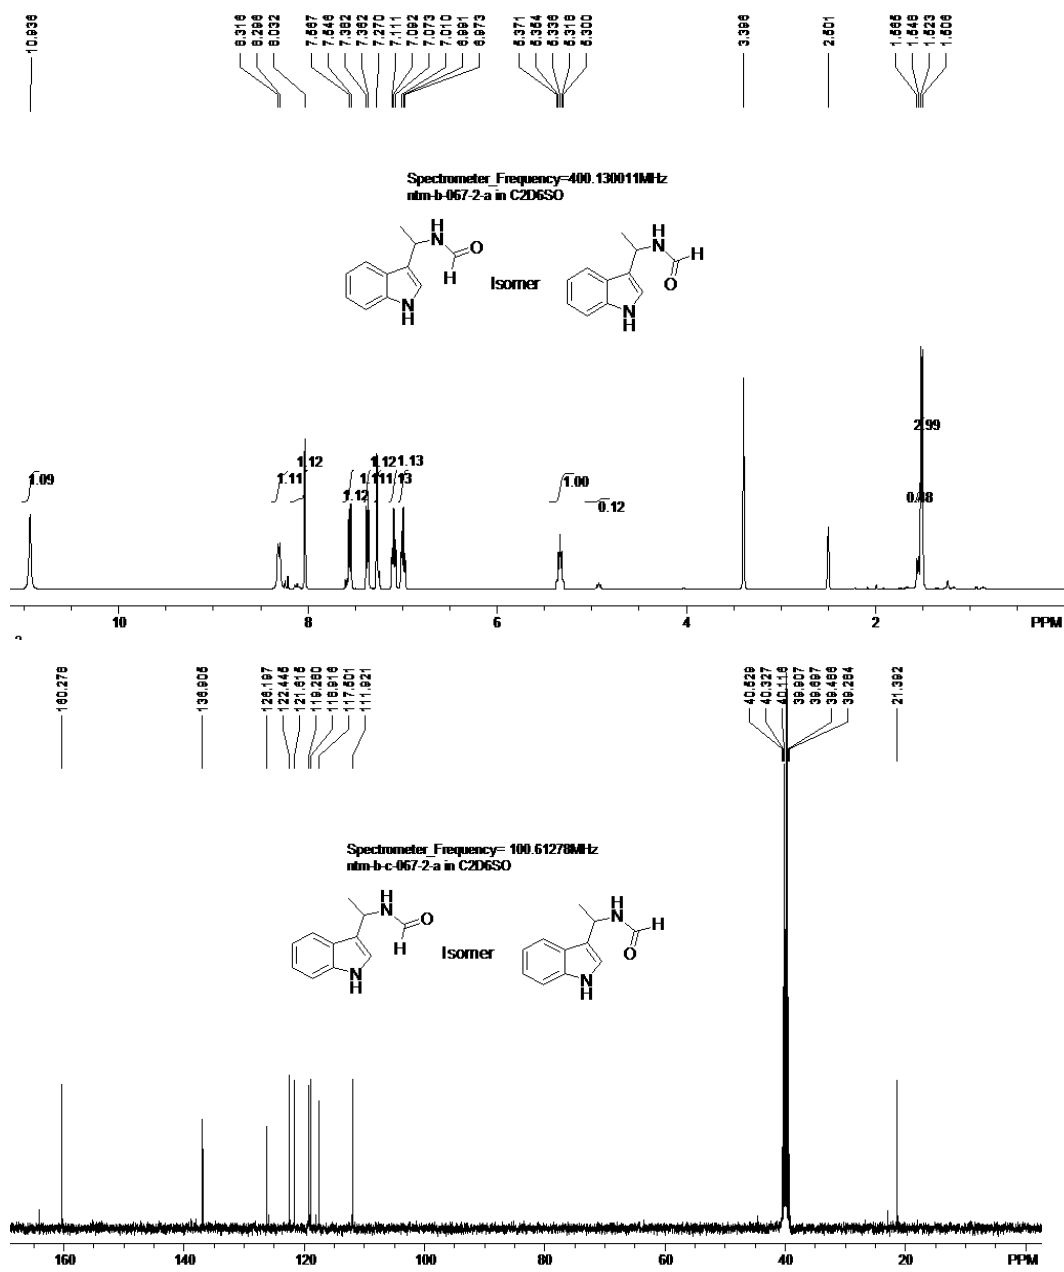 10.936
8.316
8.296
8.032
7.567
7.546
7.382
7.362
7.270
7.111
7.092
7.073
7.010
6.991
6.973
5.371
5.354
5.336
5.318
5.300
3.396
2.501
1.565
1.548
1.523
1.506
Spectrometer_Frequency=400.130011MHz
ntm-b-067-2-a in C2D6SO
H
N
O
H
N
H
Isomer
H
N
H
O
N
H
2.99
1.12
1.12
1.13
1.09
1.11
1.11
1.13
1.00
1.12
0.48
0.12
10
8
6
4
2
PPM
160.276
136.905
126.197
122.445
121.615
119.260
118.916
117.501
111.921
40.529
40.327
40.116
39.907
39.697
39.486
39.284
21.392
Spectrometer_Frequency= 100.61278MHz
ntm-b-c-067-2-a in C2D6SO
H
N
O
H
N
H
Isomer
H
N
H
O
N
H
160
140
120
100
80
60
40
20
PPM